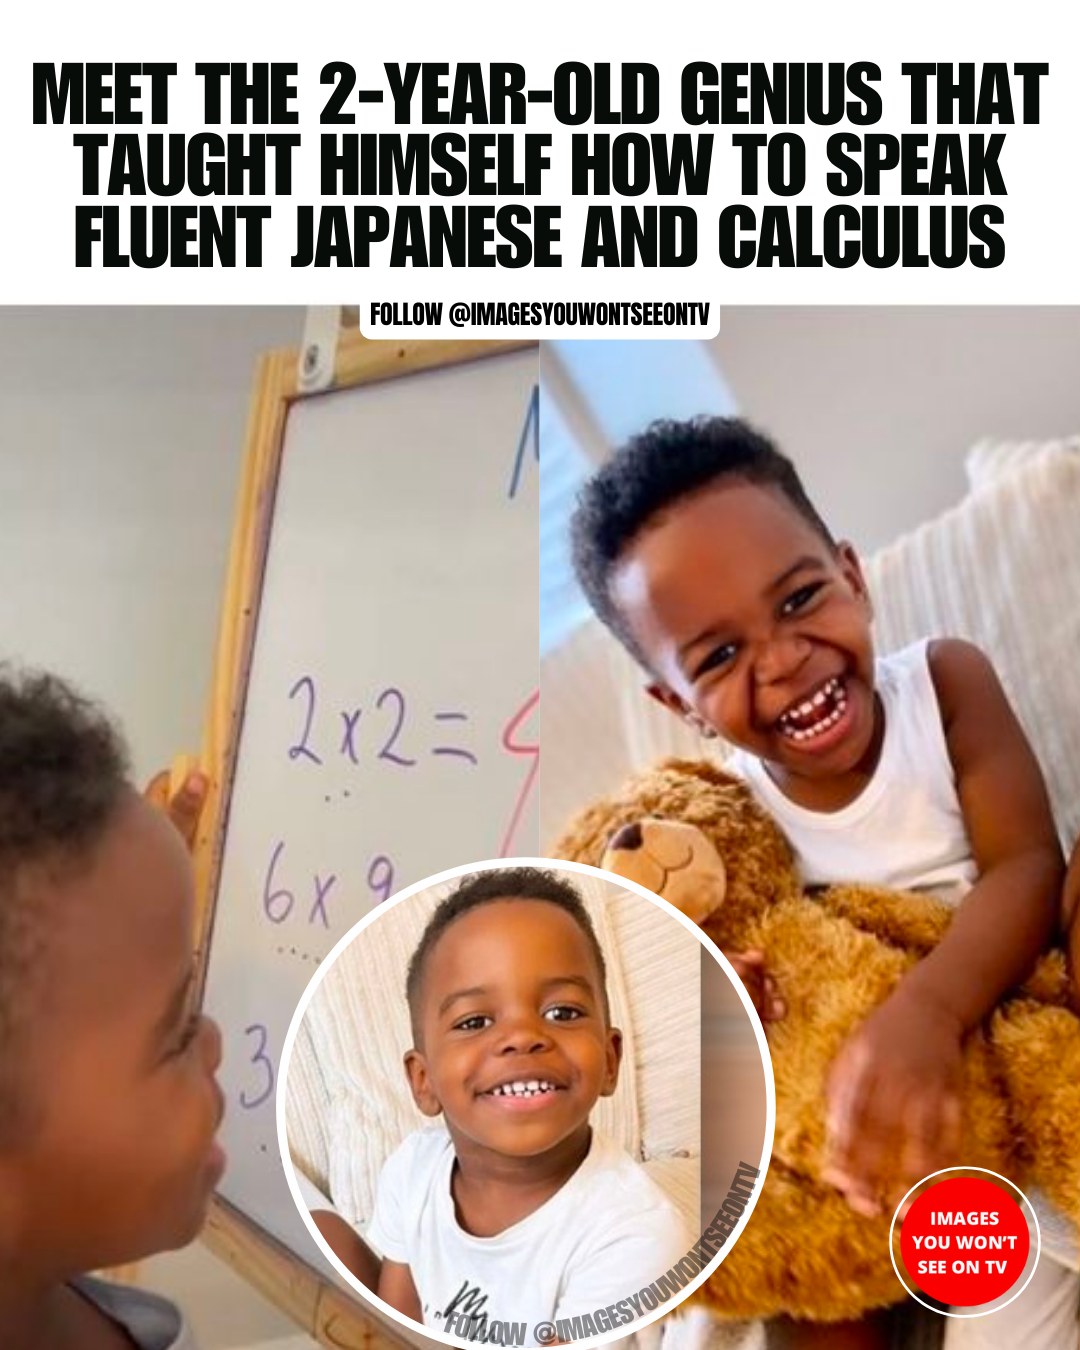 MEET THE 2-YEAR-OLD GENIUS THAT
TAUGHT HIMSELF HOW TO SPEAK
FLUENT JAPANESE AND CALCULUS
FOLLOW @IMAGESYOUWONTSEEONTV
2x2=4
6x9
3
FOLLOW @IMAGESYOUWONTSEEONTV
IMAGES
YOU WON'T
SEE ON TV